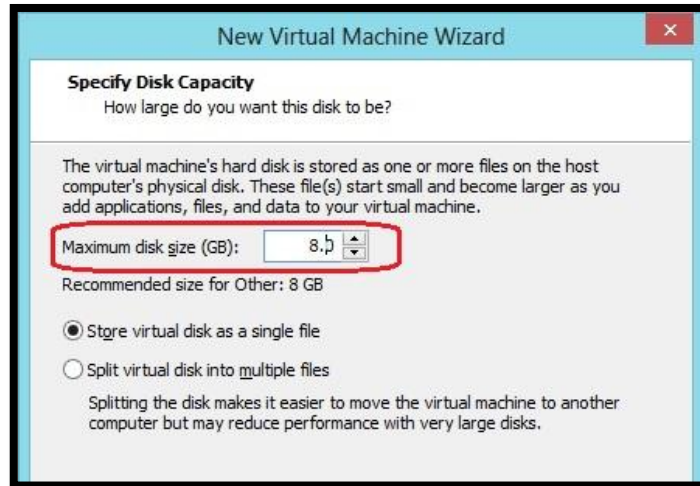 New Virtual Machine Wizard
Specify Disk Capacity
How large do you want this disk to be?
The virtual machine's hard disk is stored as one or more files on the host
computer's physical disk. These file(s) start small and become larger as you
add applications, files, and data to your virtual machine.
Maximum disk size (GB): 8.0
Recommended size for Other: 8 GB
Store virtual disk as a single file
Split virtual disk into multiple files
Splitting the disk makes it easier to move the virtual machine to another
computer but may reduce performance with very large disks.